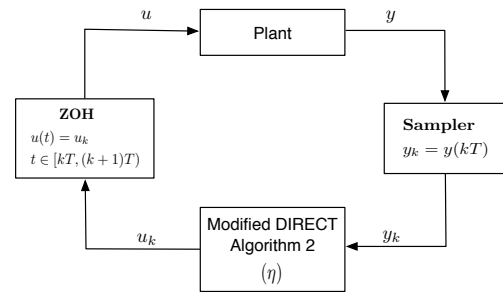 u
Plant
y
ZOH
u(t) = u_k
t ∈ [kT, (k+1)T)
Sampler
y_k = y(kT)
u_k
Modified DIRECT
Algorithm 2
(η)
y_k